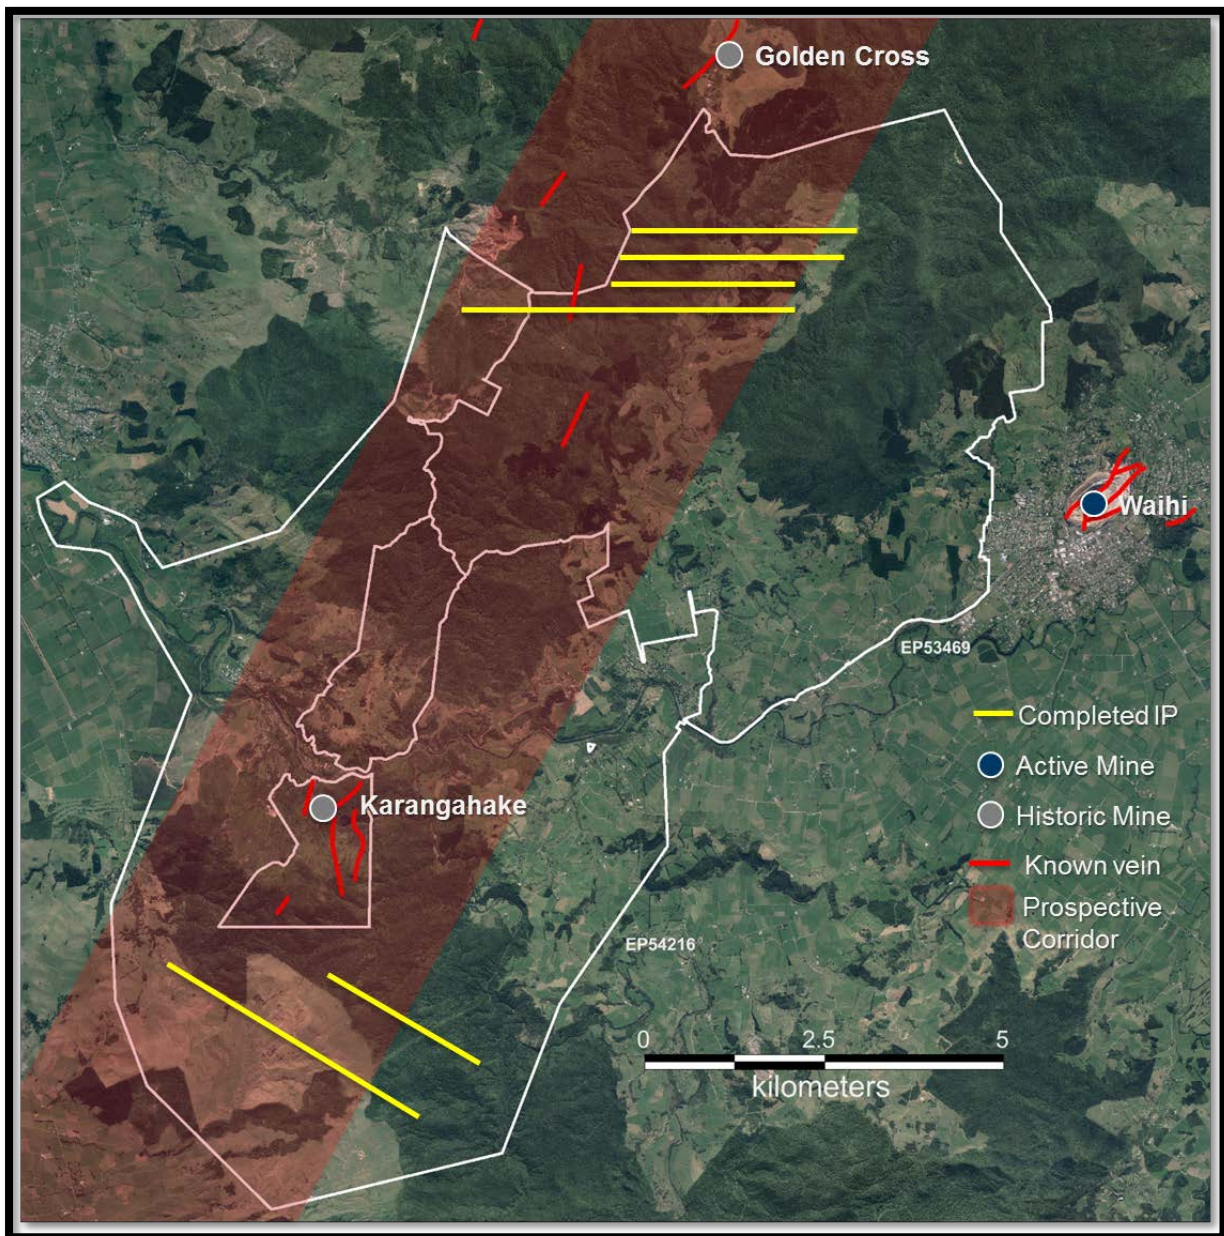 Golden Cross
Waihi
EP53469
Completed IP
Active Mine
Historic Mine
Karangahake
Known vein
Prospective
Corridor
EP54216
0 2.5 5
kilometers